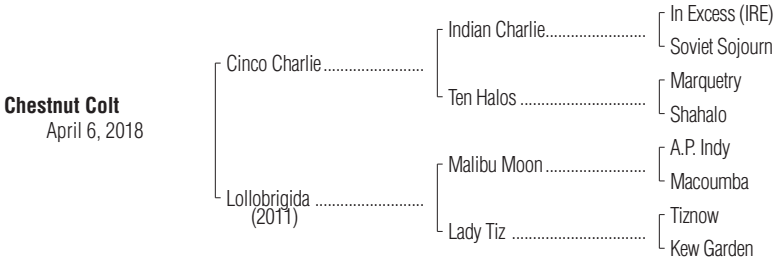 Chestnut Colt
April 6, 2018
Cinco Charlie........................
Lollobrigida ..........................
(2011)
Indian Charlie........................
Ten Halos ..............................
Malibu Moon........................
Lady Tiz ................................
In Excess (IRE)
Soviet Sojourn
Marquetry
Shahalo
A.P. Indy
Macoumba
Tiznow
Kew Garden